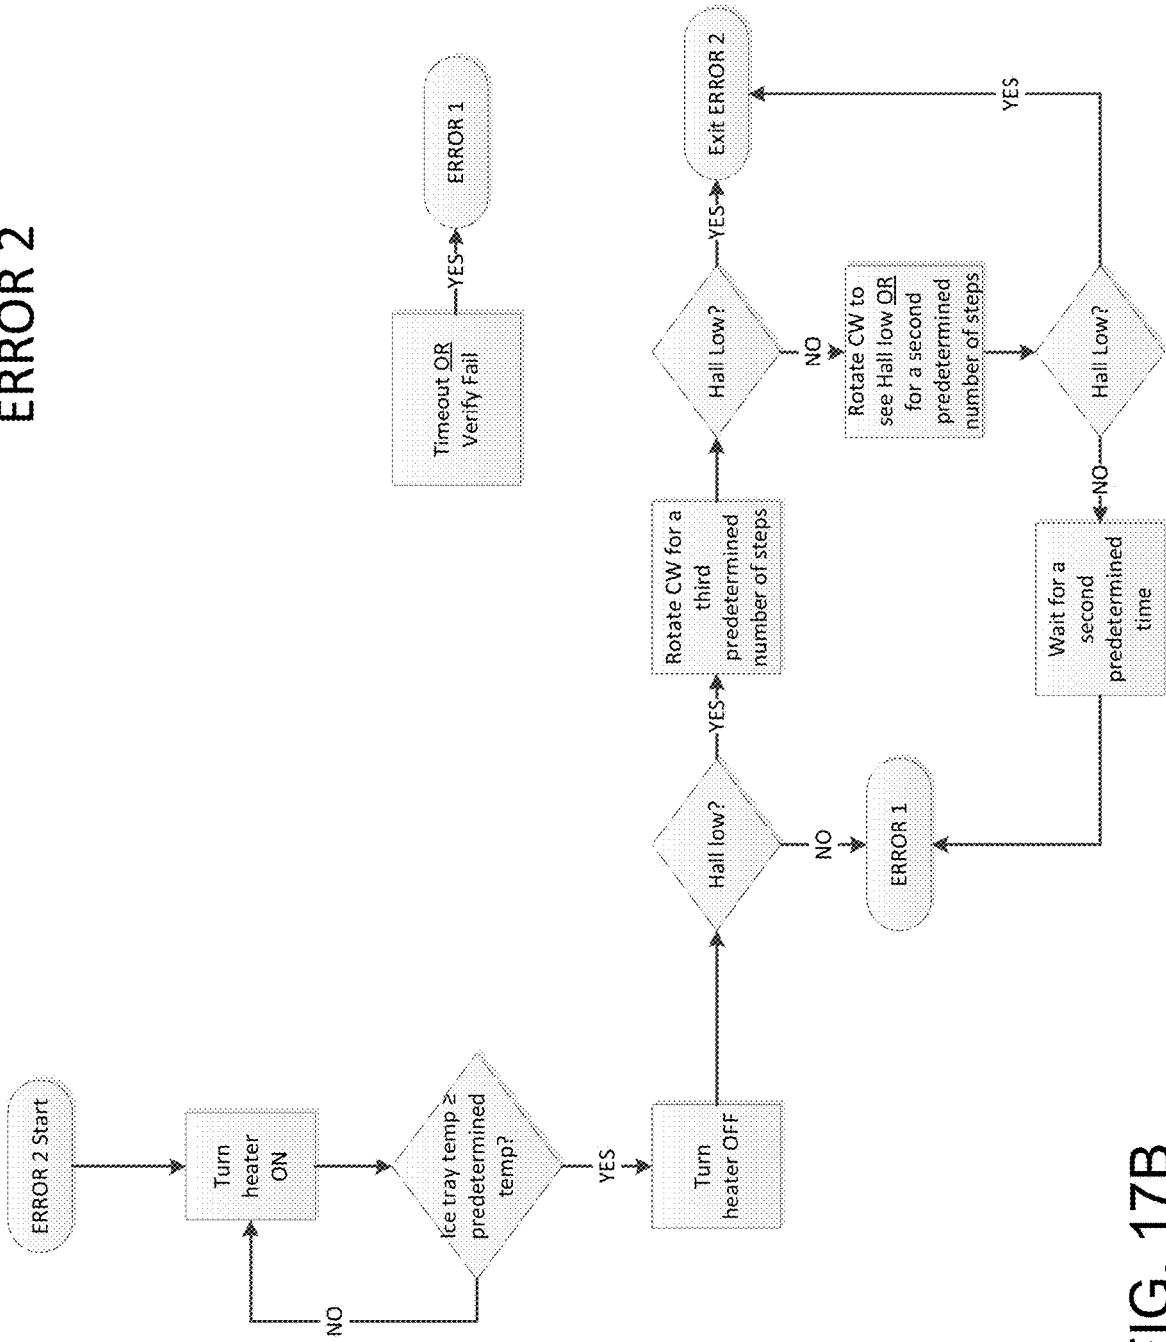 ERROR 2
ERROR 2 Start
Turn
heater
ON
NO
Ice tray temp ≥
predetermined
temp?
YES
Turn
heater OFF
Hall low?
NO
ERROR 1
YES
Rotate CW for a
third
predetermined
number of steps
Hall Low?
YES
Exit ERROR 2
NO
Rotate CW to
see Hall low OR
for a second
predetermined
number of steps
Hall Low?
YES
NO
Wait for a
second
predetermined
time
Timeout OR
Verify Fail
YES
ERROR 1
FIG. 17B